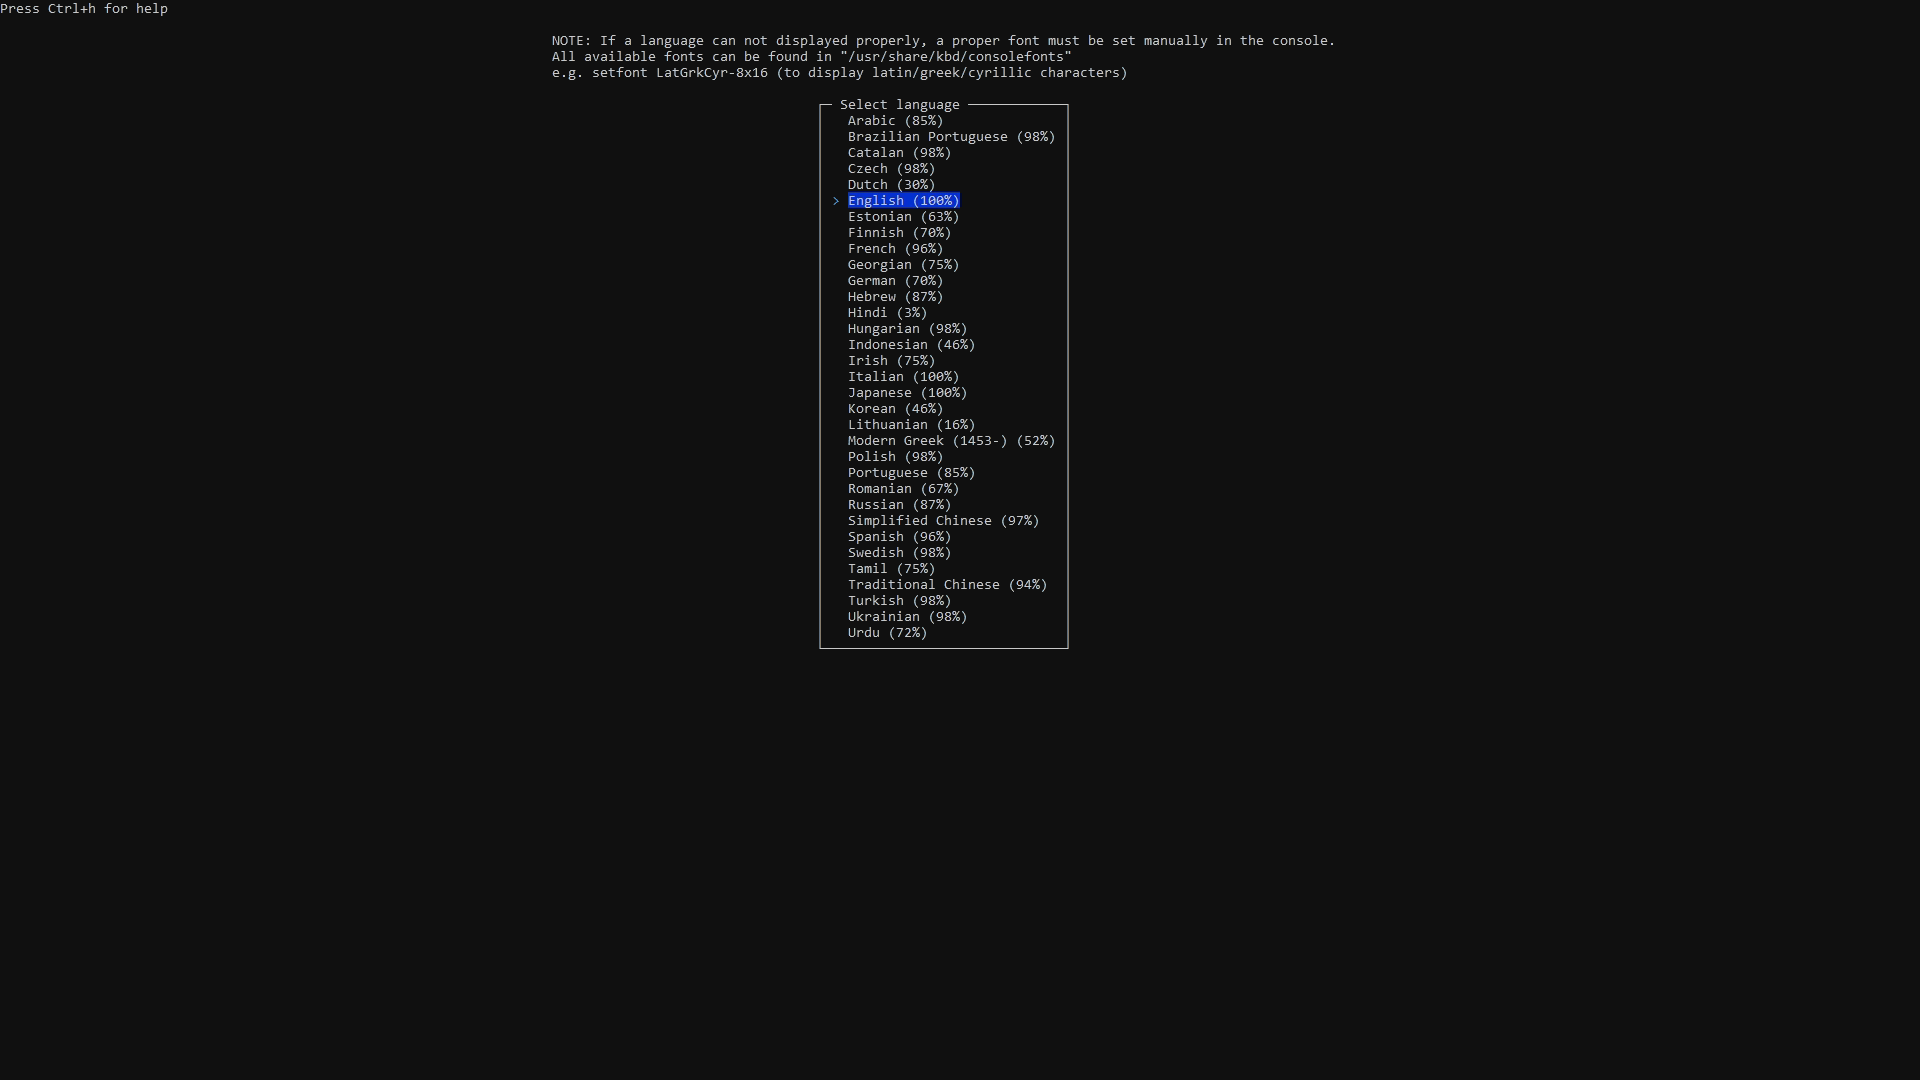 Press Ctrl+h for help
NOTE: If a language can not displayed properly, a proper font must be set manually in the console.
All available fonts can be found in "/usr/share/kbd/consolefonts"
e.g. setfont LatGrkCyr-8x16 (to display latin/greek/cyrillic characters)
Select language
Arabic (85%)
Brazilian Portuguese (98%)
Catalan (98%)
Czech (98%)
Dutch (30%)
> English (100%)
Estonian (63%)
Finnish (70%)
French (96%)
Georgian (75%)
German (70%)
Hebrew (87%)
Hindi (3%)
Hungarian (98%)
Indonesian (46%)
Irish (75%)
Italian (100%)
Japanese (100%)
Korean (46%)
Lithuanian (16%)
Modern Greek (1453-) (52%)
Polish (98%)
Portuguese (85%)
Romanian (67%)
Russian (87%)
Simplified Chinese (97%)
Spanish (96%)
Swedish (98%)
Tamil (75%)
Traditional Chinese (94%)
Turkish (98%)
Ukrainian (98%)
Urdu (72%)